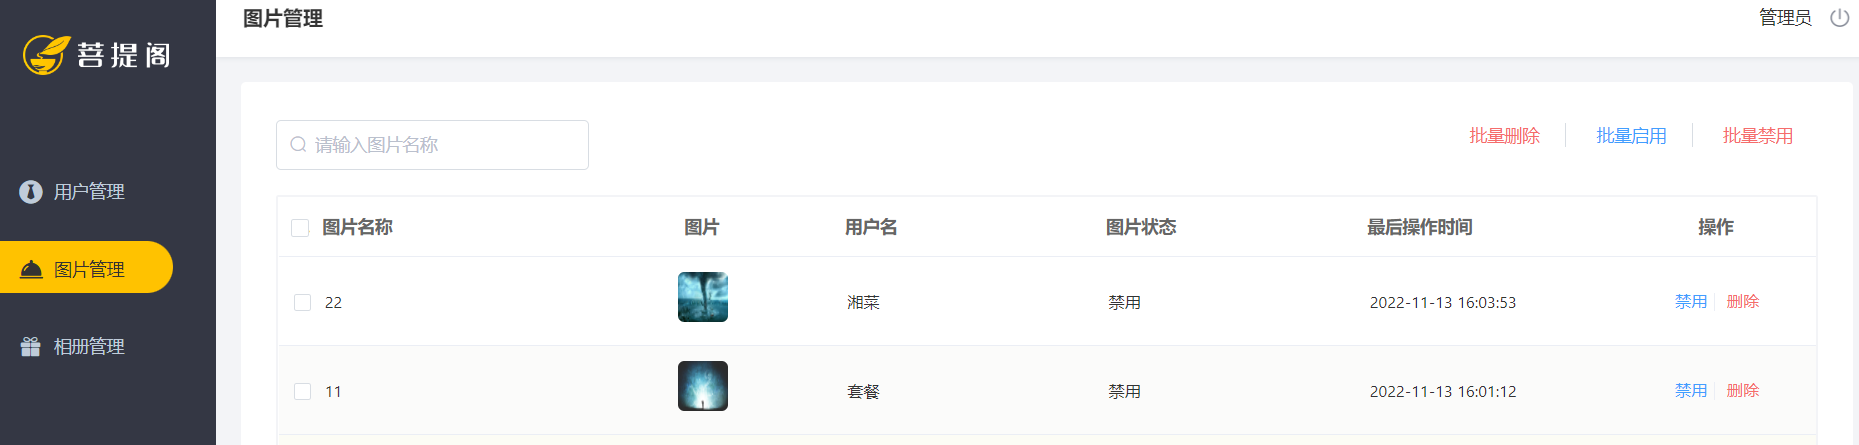 菩提阁
用户管理
图片管理
相册管理
图片管理
管理员
请输入图片名称
批量删除 批量启用 批量禁用
图片名称 图片 用户名 图片状态 最后操作时间 操作
22 湘菜 禁用 2022-11-13 16:03:53 禁用 删除
11 套餐 禁用 2022-11-13 16:01:12 禁用 删除